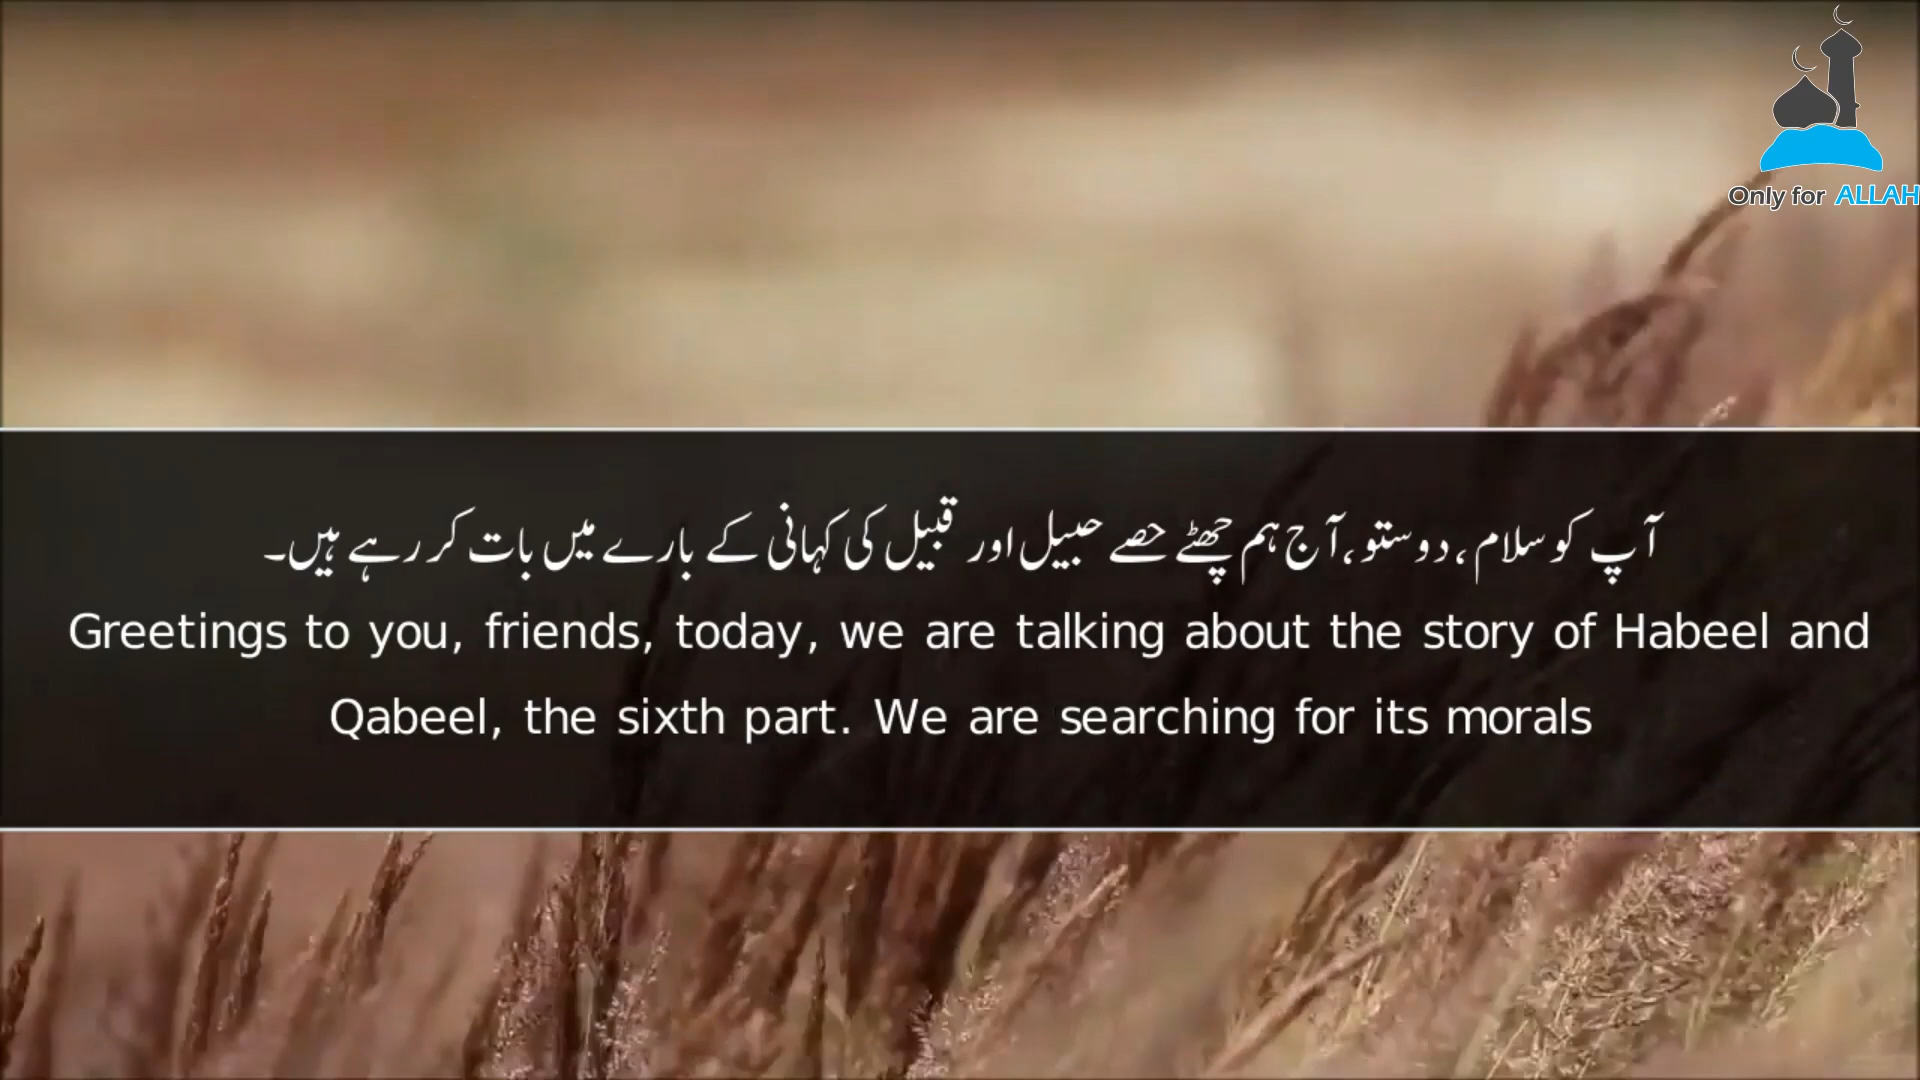 Only for ALLAH
آپ کو سلام، دوستو، آج ہم چھٹے حصے حبیل اور قبیل کی کہانی کے بارے میں بات کر رہے ہیں۔
Greetings to you, friends, today, we are talking about the story of Habeel and
Qabeel, the sixth part. We are searching for its morals